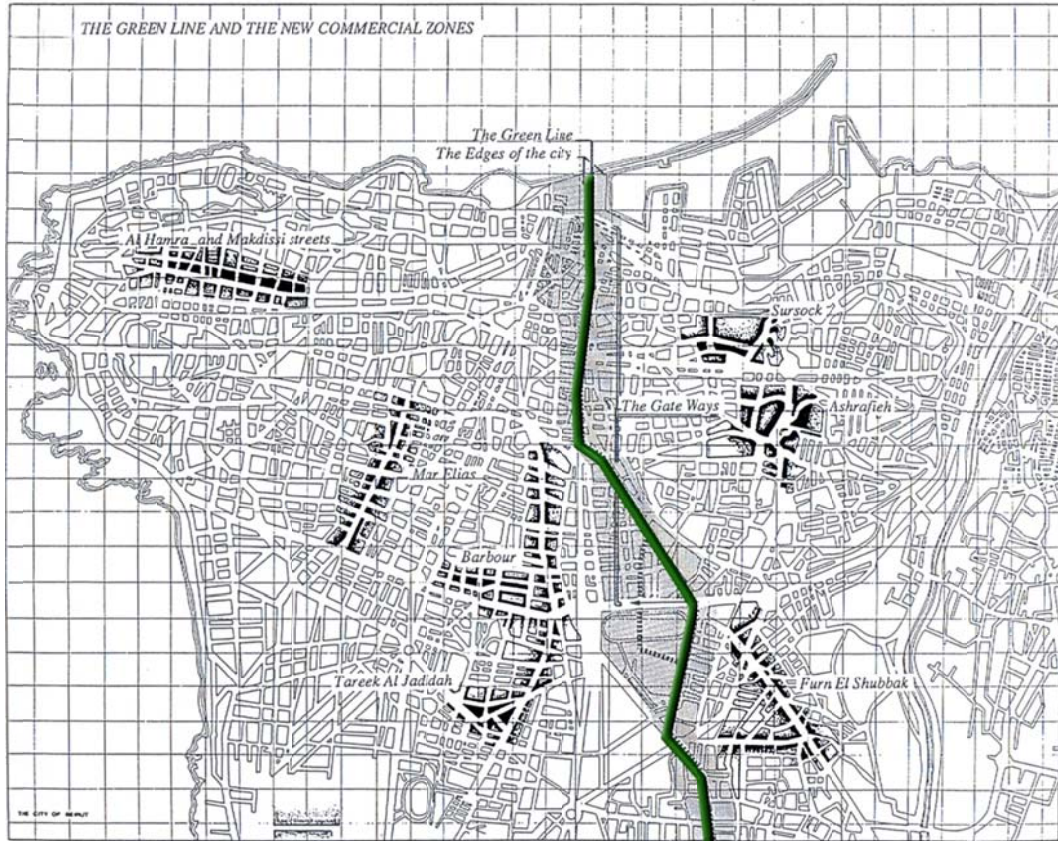 THE GREEN LINE AND THE NEW COMMERCIAL ZONES
The Green Line
The Edges of the city
Al Hamra and Makdissi streets
Sursock
The Gate Ways
Ashrafieh
Mar Elias
Barbour
Tareek Al Jaddah
Furn El Shubbak
THE CITY OF BEIRUT